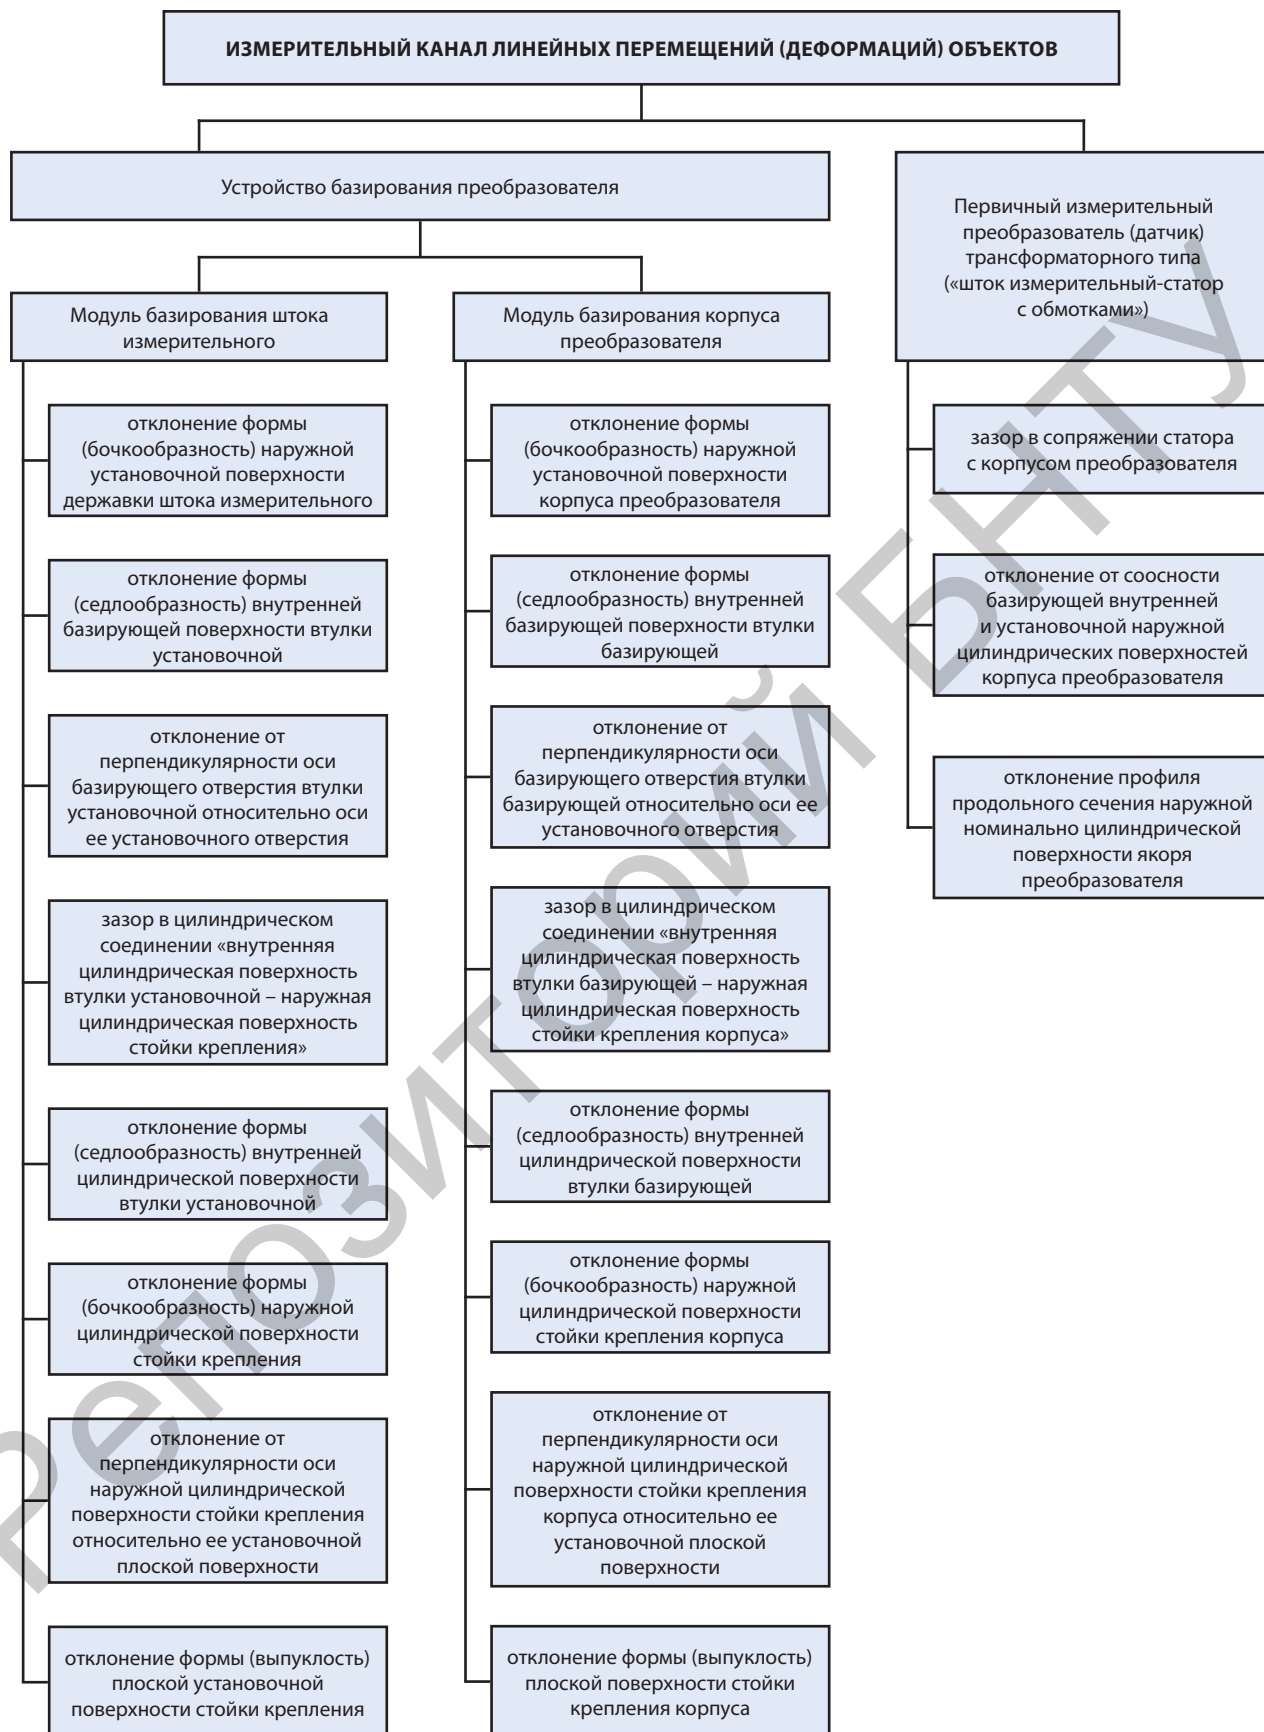 ИЗМЕРИТЕЛЬНЫЙ КАНАЛ ЛИНЕЙНЫХ ПЕРЕМЕЩЕНИЙ (ДЕФОРМАЦИЙ) ОБЪЕКТОВ
Устройство базирования преобразователя
Модуль базирования штока
измерительного
отклонение формы
(бочкообразность) наружной
установочной поверхности
державки штока измерительного
отклонение формы
(седлообразность) внутренней
базирующей поверхности втулки
установочной
отклонение от
перпендикулярности оси
базирующего отверстия втулки
установочной относительно оси
ее установочного отверстия
зазор в цилиндрическом
соединении «внутренняя
цилиндрическая поверхность
втулки установочной – наружная
цилиндрическая поверхность
стойки крепления»
отклонение формы
(седлообразность) внутренней
цилиндрической поверхности
втулки установочной
отклонение формы
(бочкообразность) наружной
цилиндрической поверхности
стойки крепления
отклонение от
перпендикулярности оси
наружной цилиндрической
поверхности стойки крепления
относительно ее установочной
плоской поверхности
отклонение формы (выпуклость)
плоской установочной
поверхности стойки крепления
Модуль базирования корпуса
преобразователя
отклонение формы
(бочкообразность) наружной
установочной поверхности
корпуса преобразователя
отклонение формы
(седлообразность) внутренней
базирующей поверхности втулки
базирующей
отклонение от
перпендикулярности оси
базирующего отверстия втулки
базирующей относительно оси ее
установочного отверстия
зазор в цилиндрическом
соединении «внутренняя
цилиндрическая поверхность
втулки базирующей – наружная
цилиндрическая поверхность
стойки крепления корпуса»
отклонение формы
(седлообразность) внутренней
цилиндрической поверхности
втулки базирующей
отклонение формы
(бочкообразность) наружной
цилиндрической поверхности
стойки крепления корпуса
отклонение от
перпендикулярности оси
наружной цилиндрической
поверхности стойки крепления
корпуса относительно ее
установочной плоской
поверхности
отклонение формы (выпуклость)
плоской поверхности стойки
крепления корпуса
Первичный измерительный
преобразователь (датчик)
трансформаторного типа
(«шток измерительный-статор
с обмотками»)
зазор в сопряжении статора
с корпусом преобразователя
отклонение от соосности
базирующей внутренней
и установочной наружной
цилиндрических поверхностей
корпуса преобразователя
отклонение профиля
продольного сечения наружной
номинально цилиндрической
поверхности якоря
преобразователя
Репозиторий БНТУ